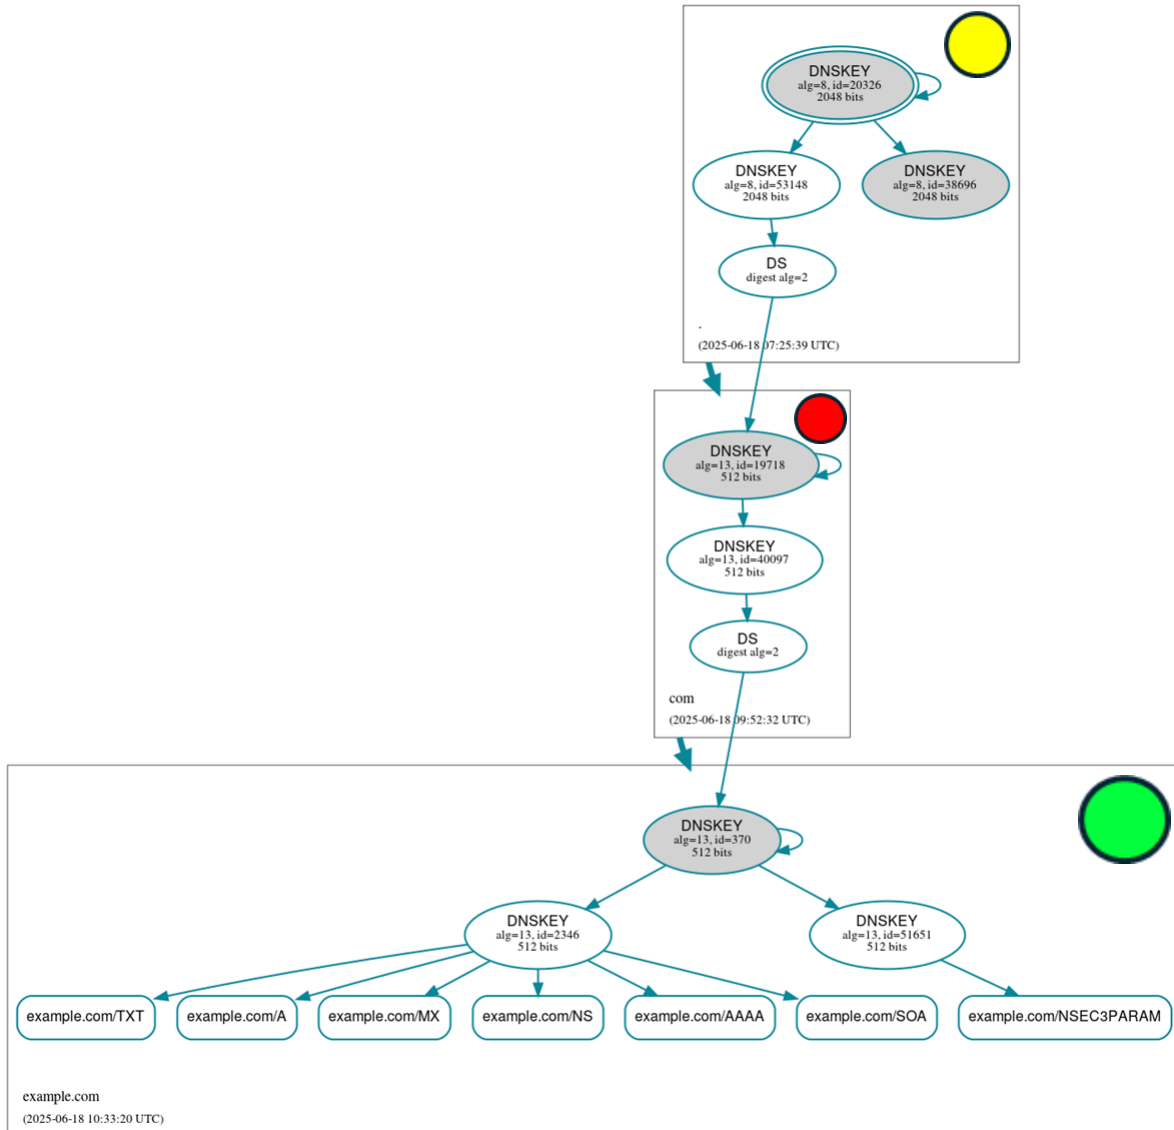 DNSKEY
alg=8, id=20326
2048 bits
DNSKEY
alg=8, id=53148
2048 bits
DNSKEY
alg=8, id=38696
2048 bits
DS
digest alg=2
.
(2025-06-18 07:25:39 UTC)
DNSKEY
alg=13, id=19718
512 bits
DNSKEY
alg=13, id=40097
512 bits
DS
digest alg=2
com
(2025-06-18 09:52:32 UTC)
DNSKEY
alg=13, id=370
512 bits
DNSKEY
alg=13, id=2346
512 bits
DNSKEY
alg=13, id=51651
512 bits
example.com/TXT
example.com/A
example.com/MX
example.com/NS
example.com/AAAA
example.com/SOA
example.com/NSEC3PARAM
example.com
(2025-06-18 10:33:20 UTC)